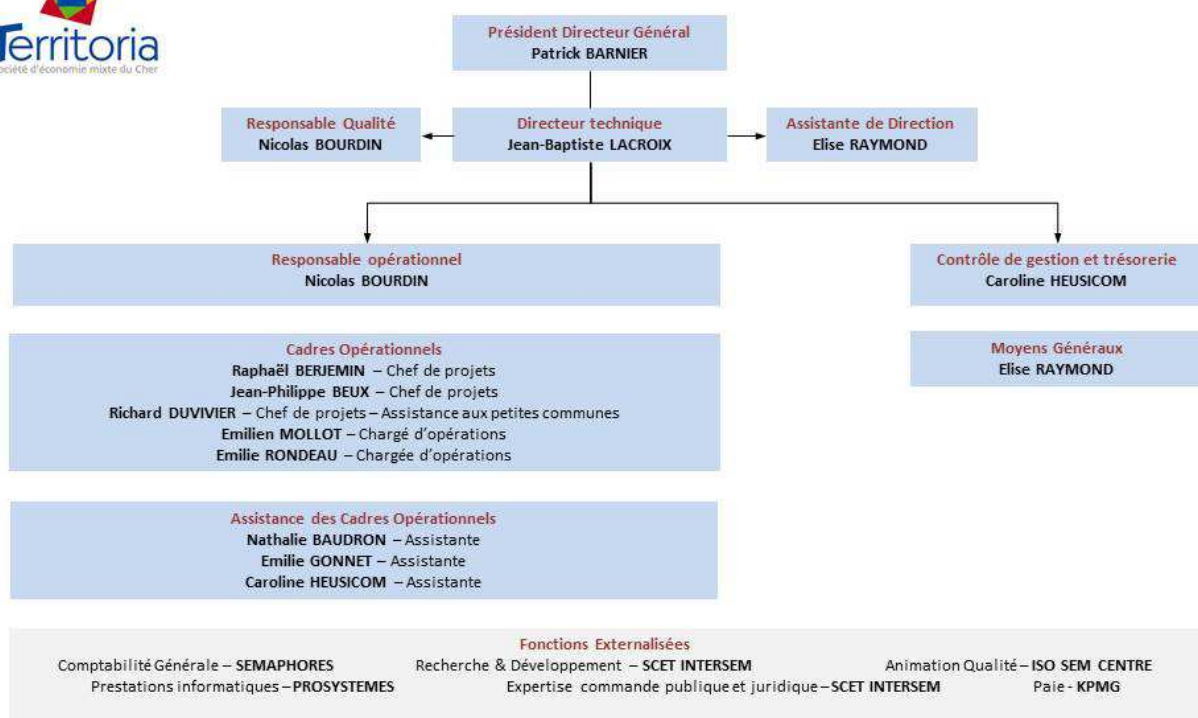 Territoria
société d'économie mixte du Cher
Président Directeur Général
Patrick BARNIER
Responsable Qualité
Nicolas BOURDIN
Directeur technique
Jean-Baptiste LACROIX
Assistante de Direction
Elise RAYMOND
Responsable opérationnel
Nicolas BOURDIN
Contrôle de gestion et trésorerie
Caroline HEUSICOM
Cadres Opérationnels
Raphaël BERJEMIN – Chef de projets
Jean-Philippe BEUX – Chef de projets
Richard DUVIVIER – Chef de projets – Assistance aux petites communes
Emilien MOLLOT – Chargé d'opérations
Emilie RONDEAU – Chargée d'opérations
Moyens Généraux
Elise RAYMOND
Assistance des Cadres Opérationnels
Nathalie BAUDRON – Assistante
Emilie GONNET – Assistante
Caroline HEUSICOM – Assistante
Fonctions Externalisées
Comptabilité Générale – SEMAPHORES Recherche & Développement – SCET INTERSEM Animation Qualité – ISO SEM CENTRE
Prestations informatiques – PROSYSTEMES Expertise commande publique et juridique – SCET INTERSEM Paie - KPMG